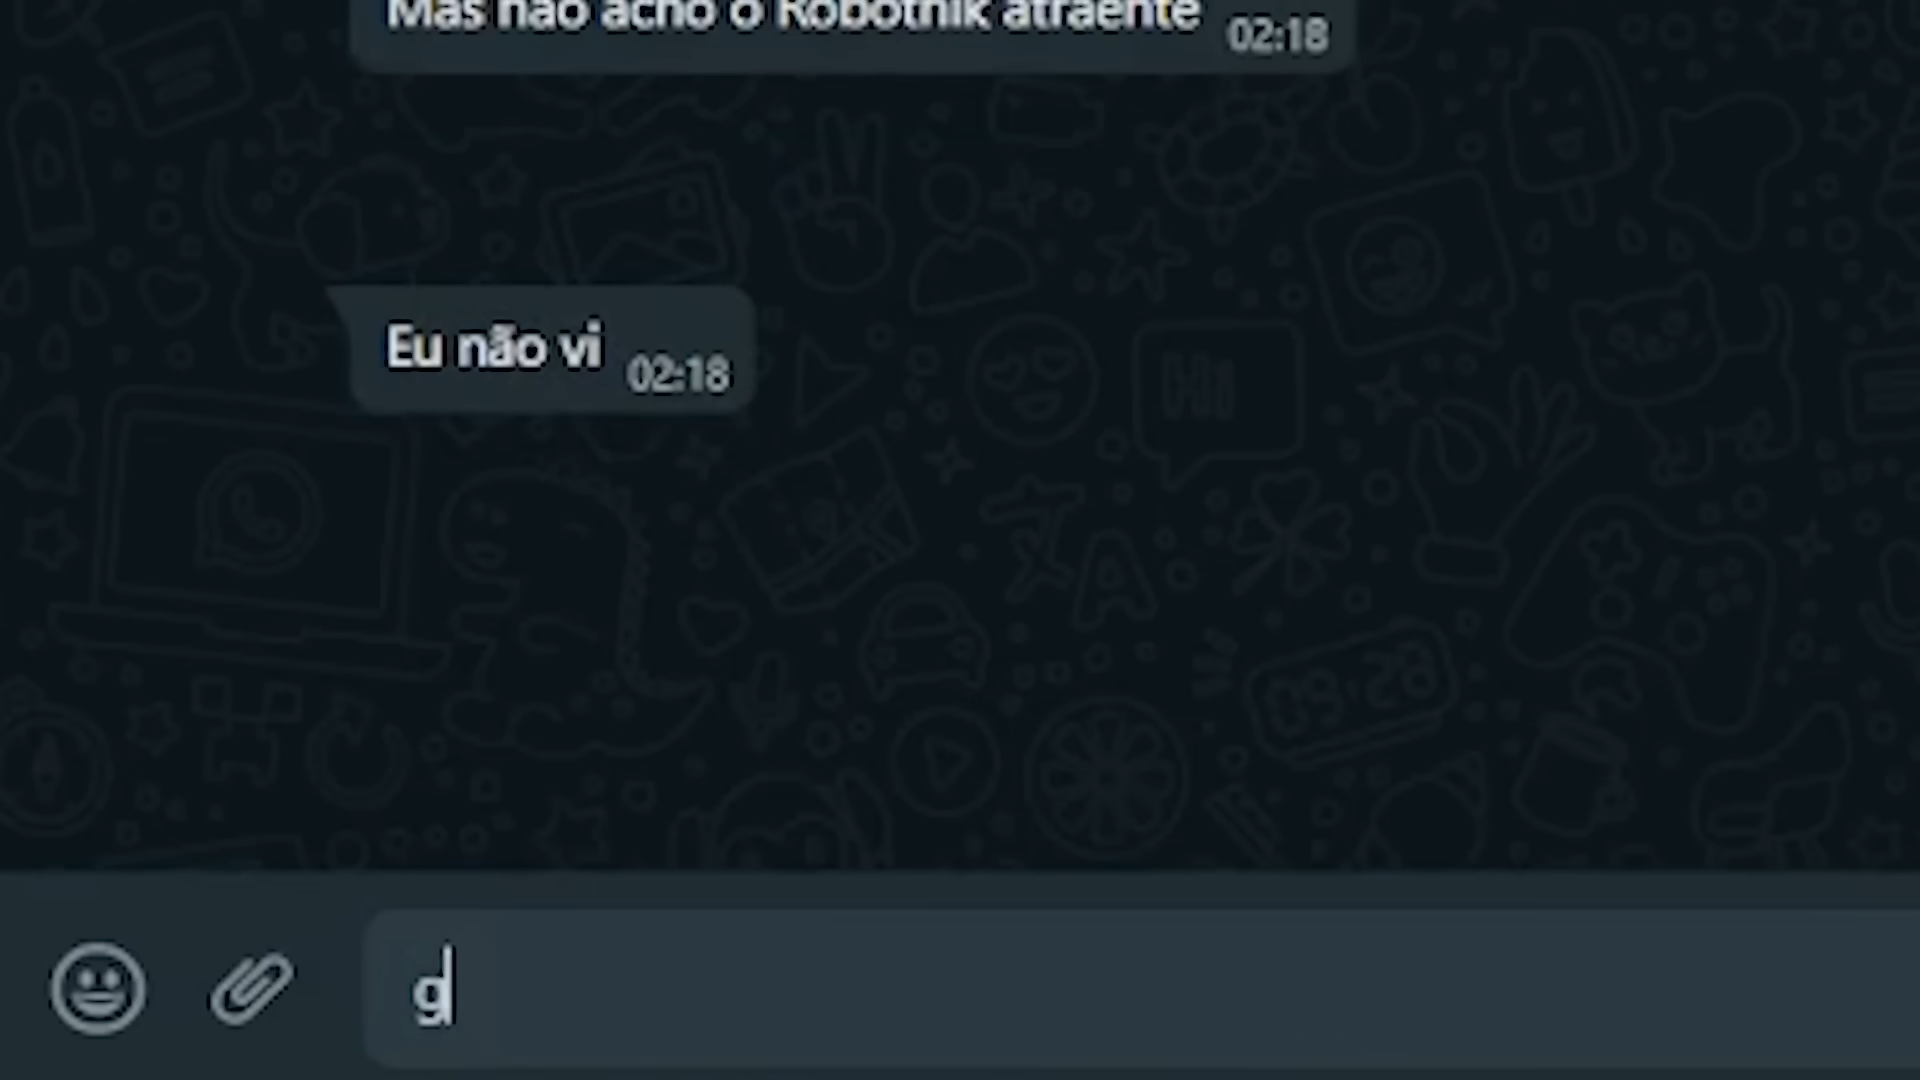 Mas não acho o Robotnik atraente 02:18
Eu não vi 02:18
g